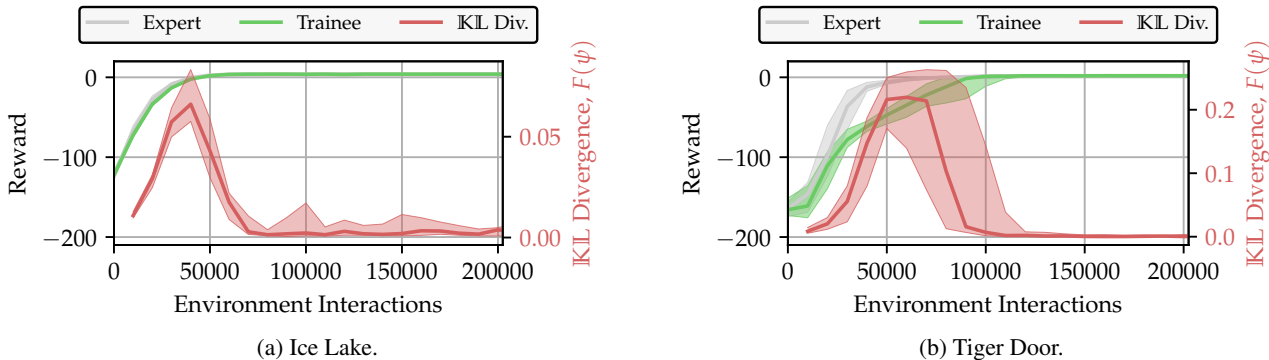 Expert Trainee 𝕂𝕃 Div.
0
−100
−200
Reward
0.05
0.00
𝕂𝕃 Divergence, F(ψ)
0 50000 100000 150000 200000
Environment Interactions
(a) Ice Lake.
Expert Trainee 𝕂𝕃 Div.
0
−100
−200
Reward
0.2
0.1
0.0
𝕂𝕃 Divergence, F(ψ)
0 50000 100000 150000 200000
Environment Interactions
(b) Tiger Door.